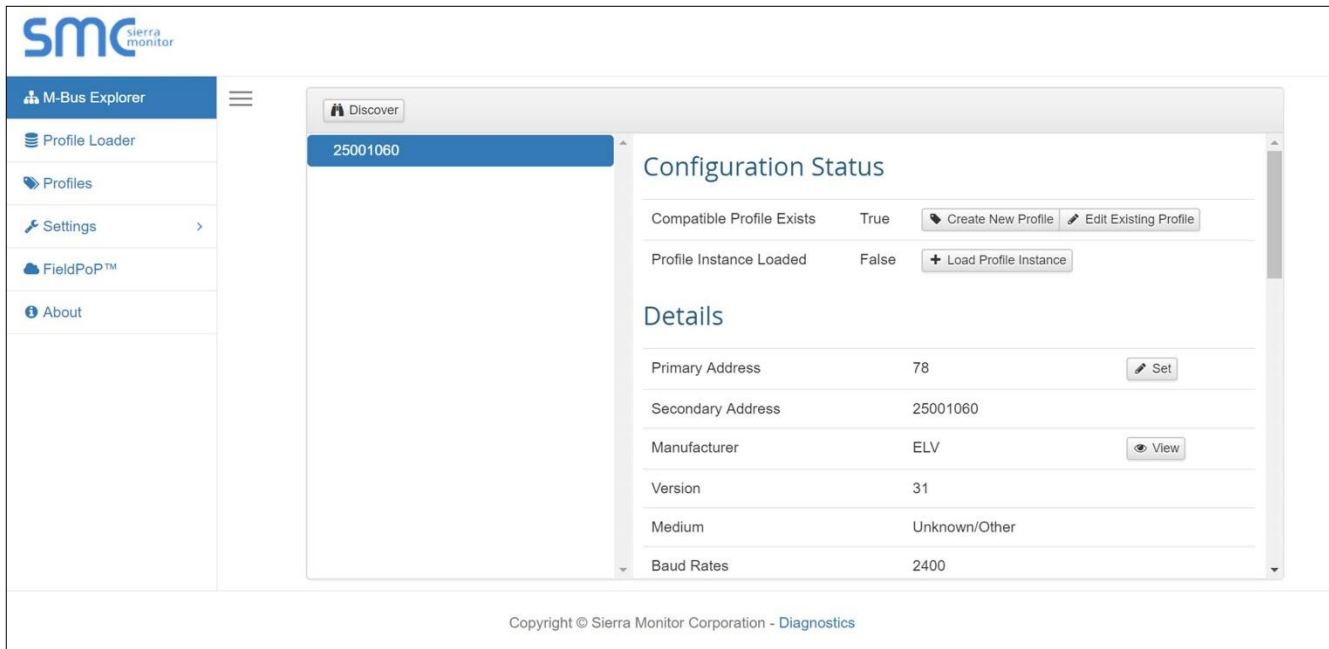 SMC sierra monitor
M-Bus Explorer
Profile Loader
Profiles
Settings
FieldPoP™
About
Discover
25001060
Configuration Status
Compatible Profile Exists True Create New Profile Edit Existing Profile
Profile Instance Loaded False Load Profile Instance
Details
Primary Address 78 Set
Secondary Address 25001060
Manufacturer ELV View
Version 31
Medium Unknown/Other
Baud Rates 2400
Copyright © Sierra Monitor Corporation - Diagnostics